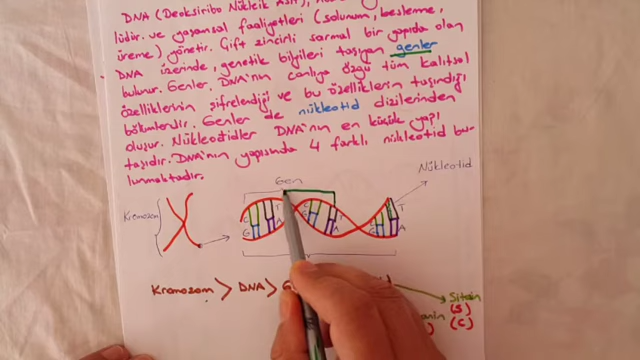 DNA (Deoksiribo Nükleik Asit),
lüdür. ve yaşamsal faaliyetleri (solunum, beslenme,
üreme) yönetir. Çift zincirli sarmal bir yapıda olan
DNA üzerinde, genetik bilgileri taşıyan genler
bulunur. Genler, DNA'nın canlıya özgü tüm kalıtsal
özelliklerinin şifrelendiği ve bu özelliklerin taşındığı
bölümlerdir. Genler de nükleotid dizilerinden
oluşur. Nükleotidler DNA'nın en küçük yapı
taşıdır. DNA'nın yapısında 4 farklı nükleotid bu-
lunmaktadır.
Gen
Nükleotid
Kromozom
C T T T
G A A G A
Kromozom > DNA > G
Sitozin
(S)
(C)